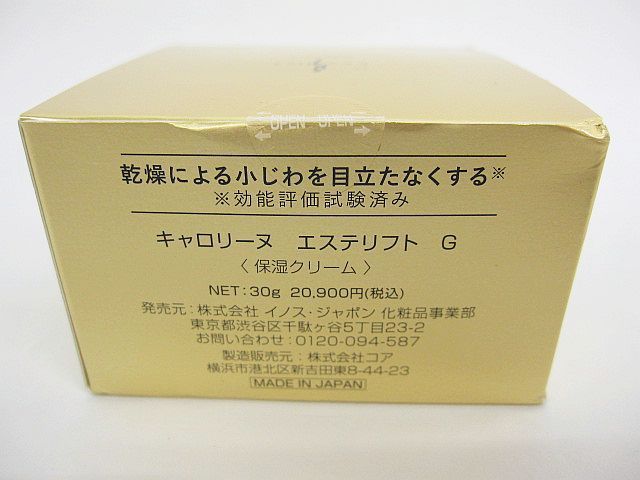 OPEN OPEN
乾燥による小じわを目立たなくする※
※効能評価試験済み
キャロリーヌ エステリフト G
〈 保湿クリーム 〉
NET：30g 20,900円(税込)
発売元：株式会社 イノス・ジャポン 化粧品事業部
東京都渋谷区千駄ヶ谷5丁目23-2
お問い合わせ：0120-094-587
製造販売元：株式会社コア
横浜市港北区新吉田東8-44-23
MADE IN JAPAN